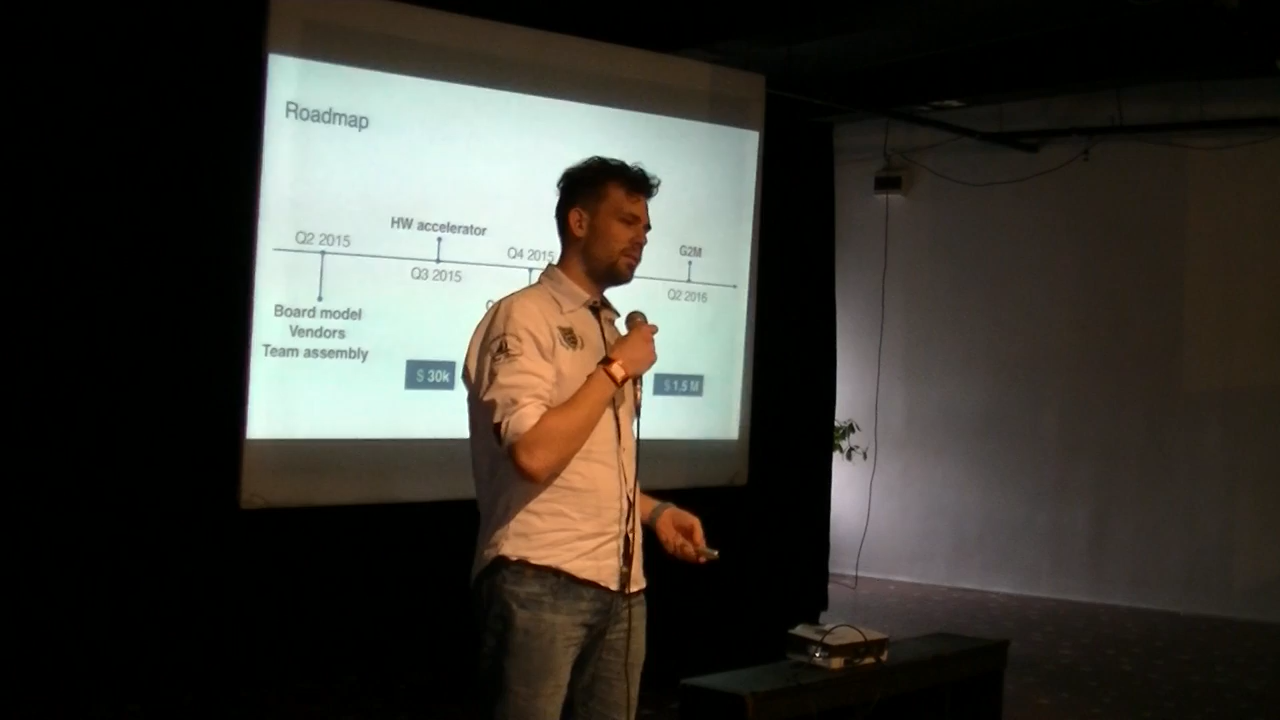 Roadmap
HW accelerator
Q2 2015
Q4 2015
G2M
Q3 2015
Q2 2016
Board model
Vendors
Team assembly
$ 30k
$ 1.5 M